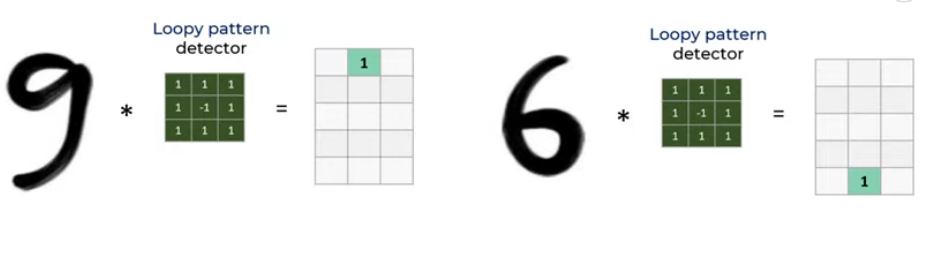 Loopy pattern
detector
9 * 
1 1 1
1 -1 1
1 1 1
=
1
Loopy pattern
detector
6 *
1 1 1
1 -1 1
1 1 1
=
1